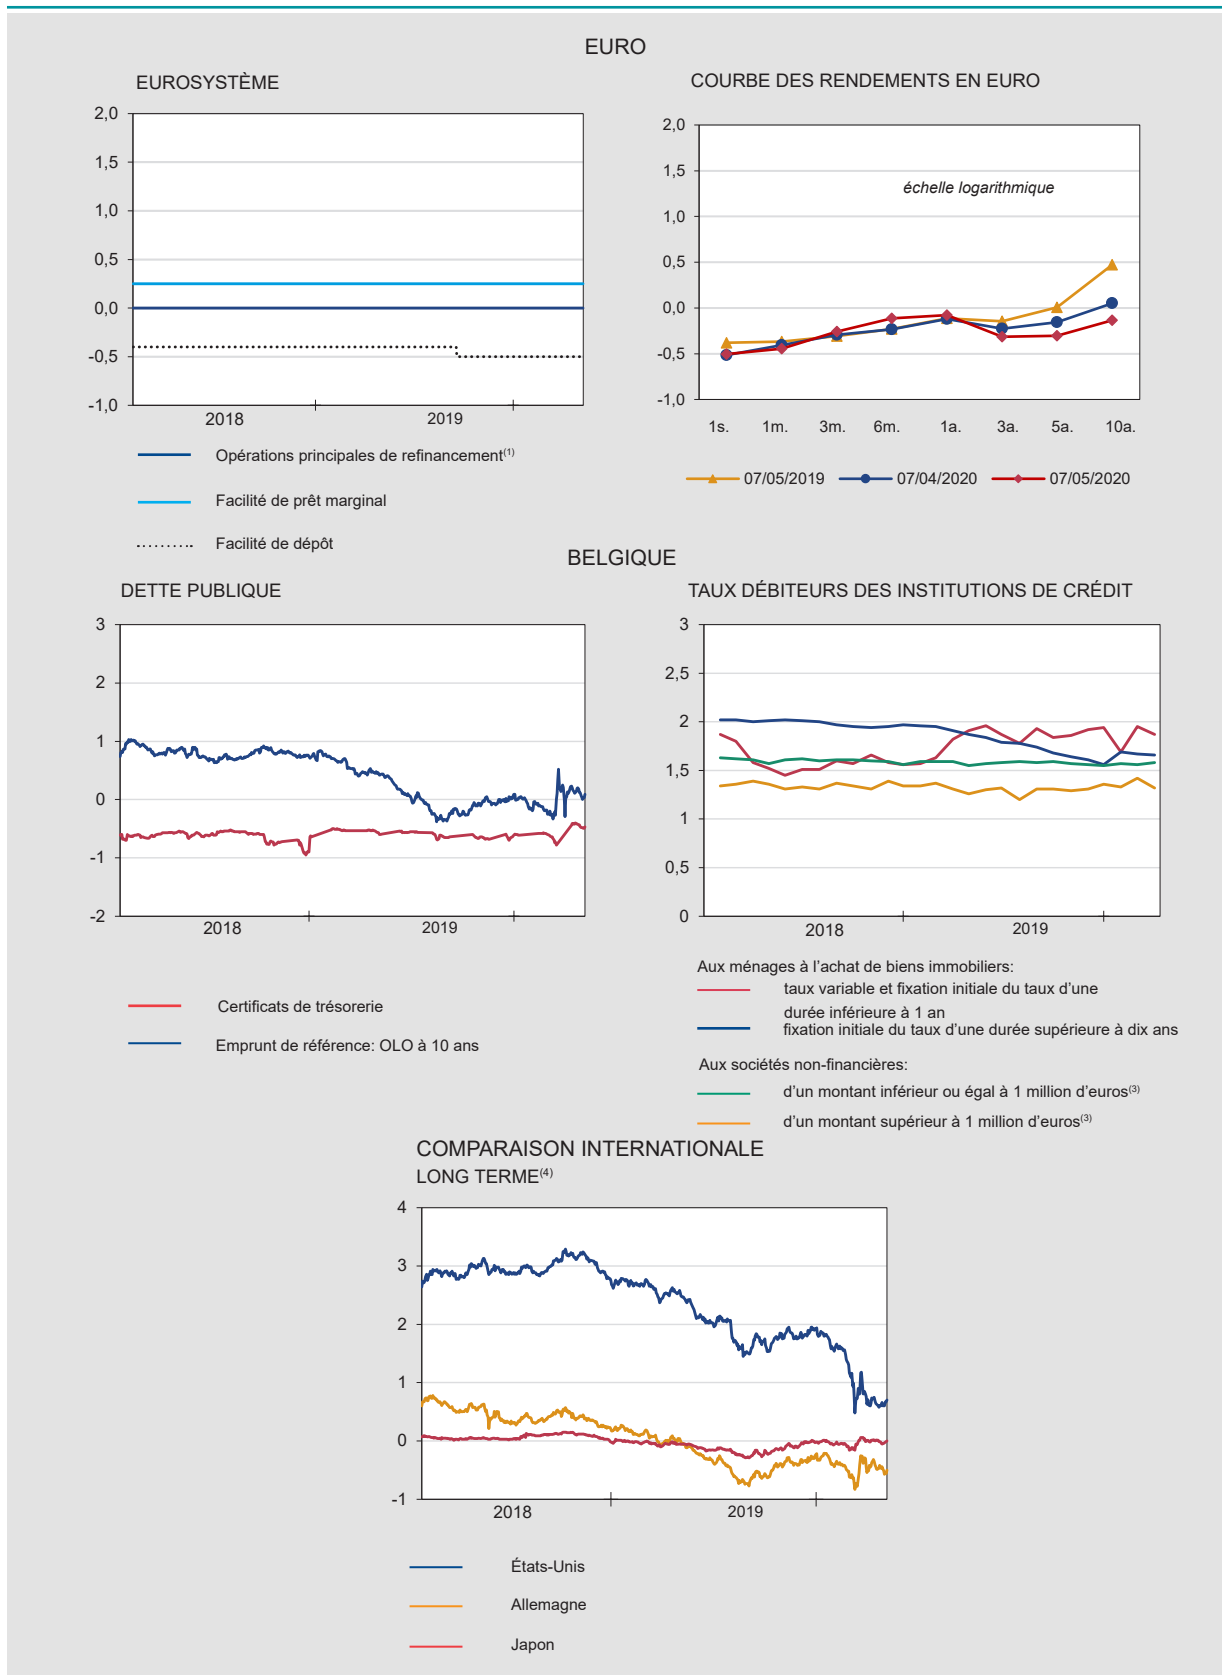 EURO
EUROSYSTÈME
2,0
1,5
1,0
0,5
0,0
-0,5
-1,0
2018
2019
Opérations principales de refinancement(1)
Facilité de prêt marginal
Facilité de dépôt
COURBE DES RENDEMENTS EN EURO
2,0
1,5
1,0
0,5
0,0
-0,5
-1,0
échelle logarithmique
1s. 1m. 3m. 6m. 1a. 3a. 5a. 10a.
07/05/2019 07/04/2020 07/05/2020
BELGIQUE
DETTE PUBLIQUE
3
2
1
0
-1
-2
2018
2019
Certificats de trésorerie
Emprunt de référence: OLO à 10 ans
TAUX DÉBITEURS DES INSTITUTIONS DE CRÉDIT
3
2,5
2
1,5
1
0,5
0
2018
2019
Aux ménages à l’achat de biens immobiliers:
taux variable et fixation initiale du taux d’une
durée inférieure à 1 an
fixation initiale du taux d’une durée supérieure à dix ans
Aux sociétés non-financières:
d’un montant inférieur ou égal à 1 million d’euros(3)
d’un montant supérieur à 1 million d’euros(3)
COMPARAISON INTERNATIONALE
LONG TERME(4)
4
3
2
1
0
-1
2018
2019
États-Unis
Allemagne
Japon